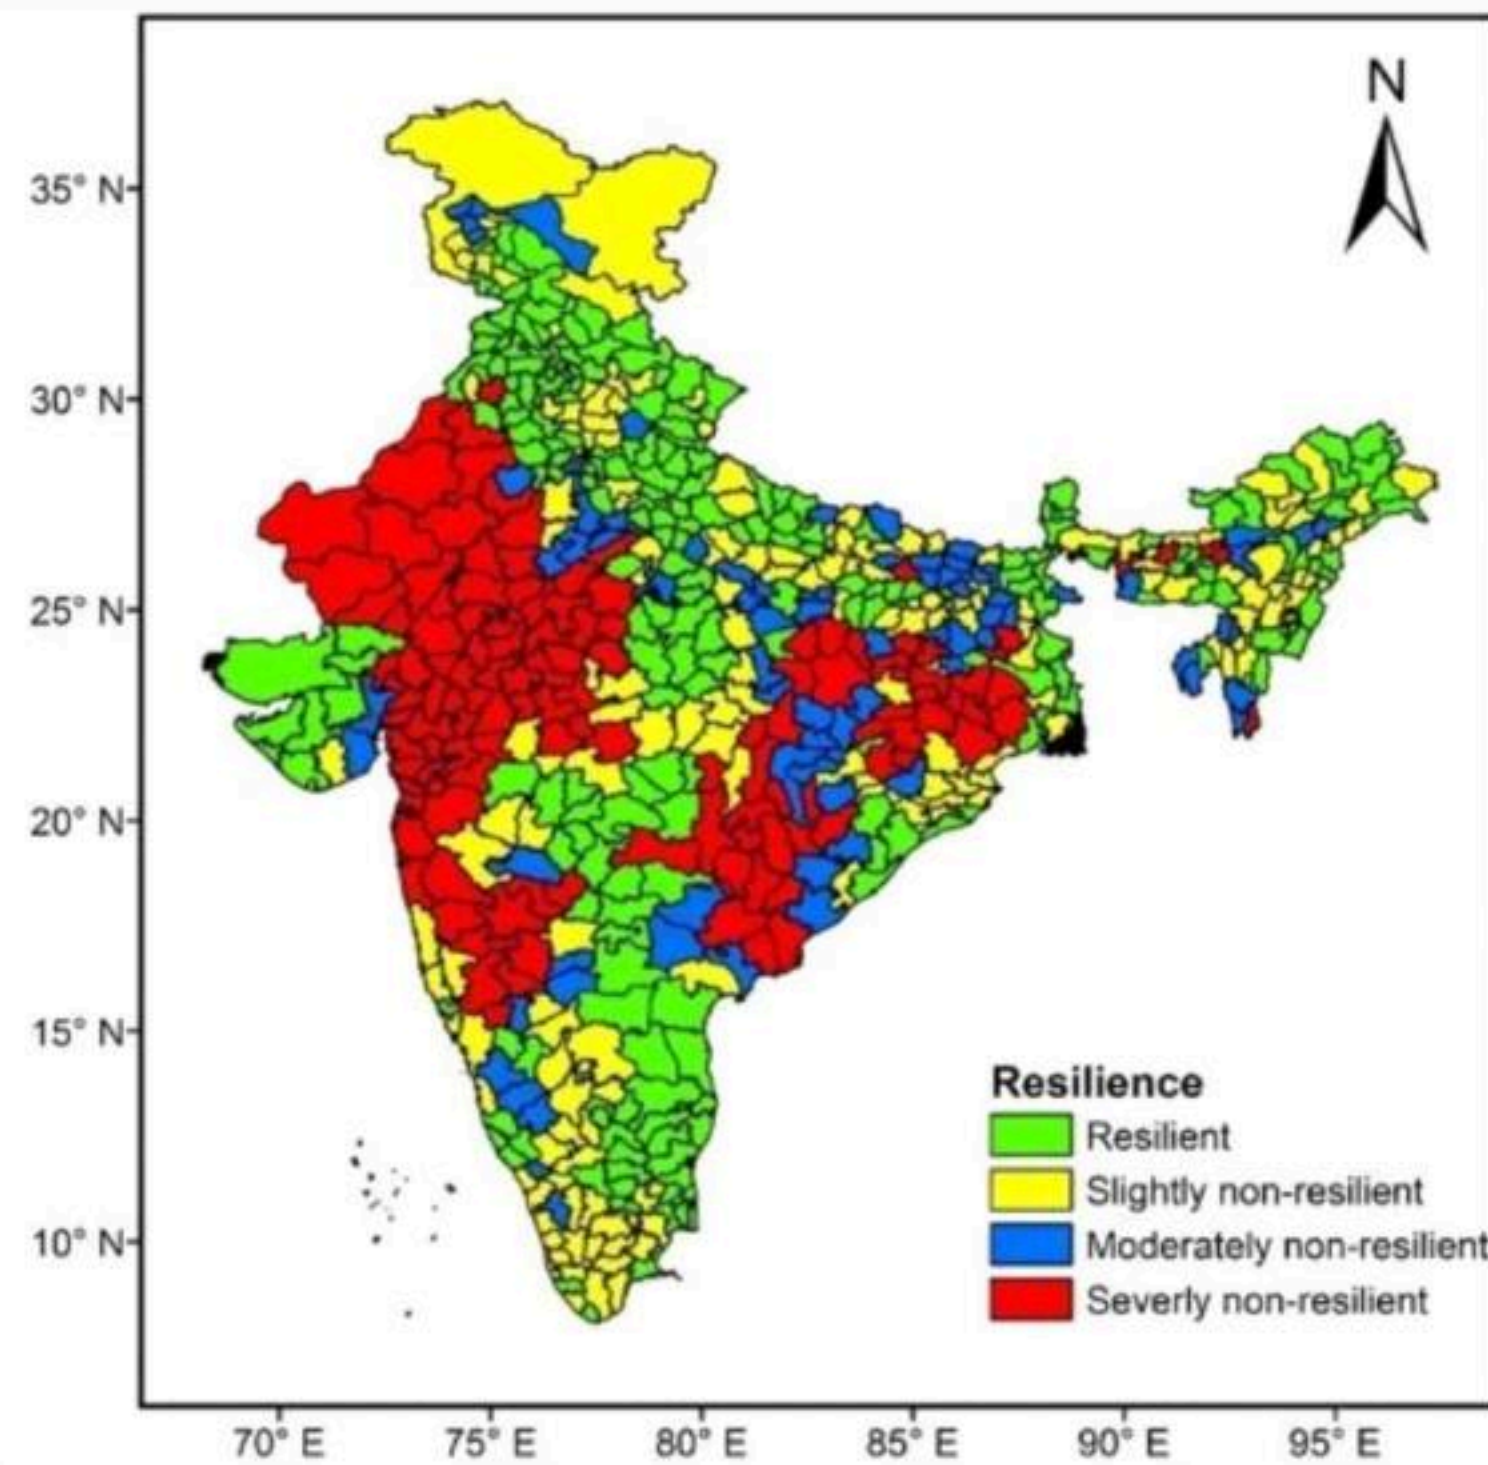 N
35° N
30° N
25° N
20° N
15° N
10° N
Resilience
Resilient
Slightly non-resilient
Moderately non-resilient
Severly non-resilient
70° E
75° E
80° E
85° E
90° E
95° E